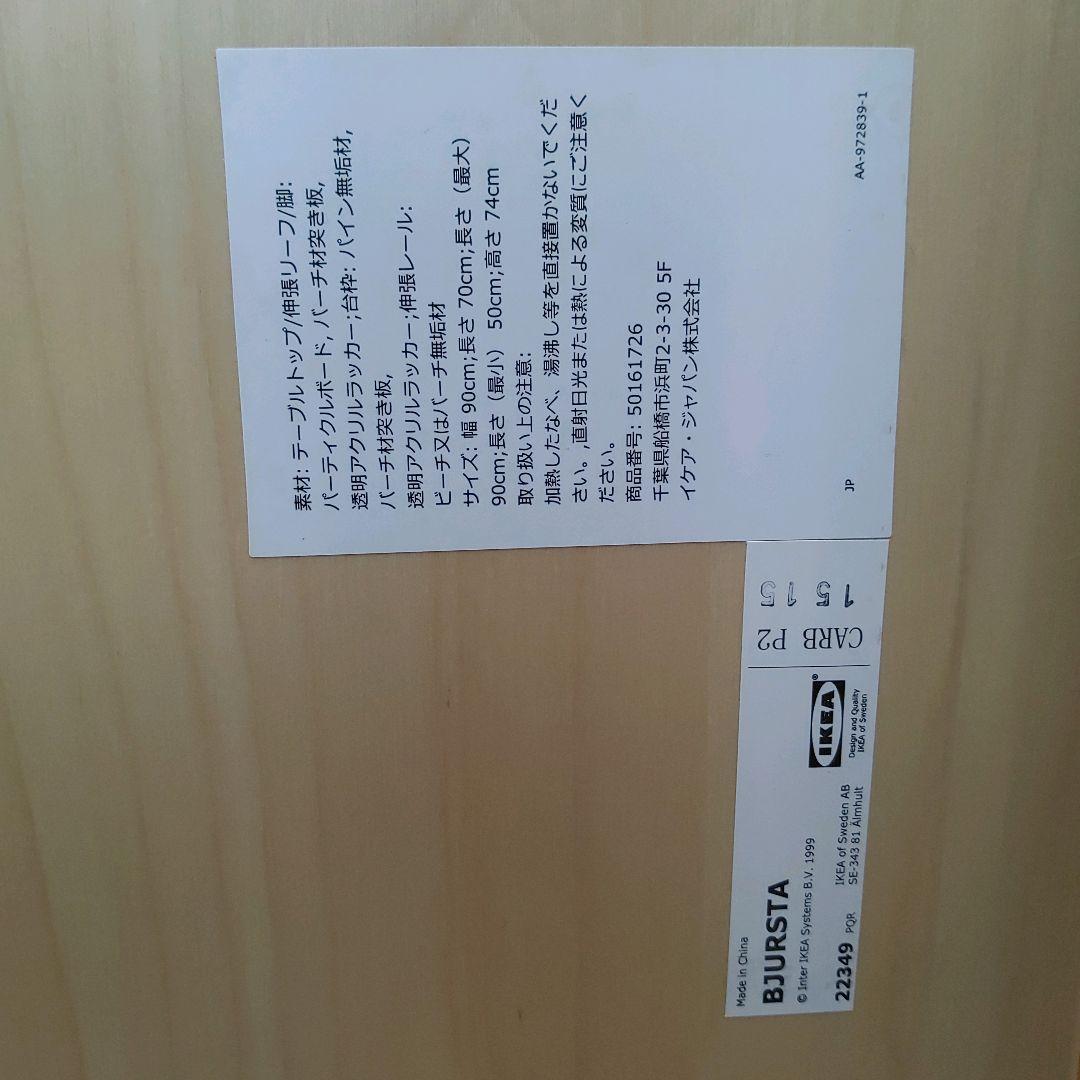 素材: テーブルトップ/伸張リーフ/脚:
パーティクルボード, バーチ材突き板,
透明アクリルラッカー;台枠: パイン無垢材,
バーチ材突き板,
透明アクリルラッカー;伸張レール:
ビーチ又はバーチ無垢材
サイズ: 幅 90cm;長さ 70cm;長さ（最大）
90cm;長さ（最小） 50cm;高さ 74cm
取り扱い上の注意:
加熱したなべ、湯沸し等を直接置かないでくだ
さい。,直射日光または熱による変質にご注意く
ださい。
商品番号: 50161726
千葉県船橋市浜町2-3-30 5F
イケア・ジャパン株式会社
JP
AA-972839-1
Made in China
BJURSTA
© Inter IKEA Systems B.V. 1999
22349 PQR
IKEA of Sweden AB
SE-343 81 Älmhult
IKEA®
Design and Quality
IKEA of Sweden
CARB P2
1 5 1 5